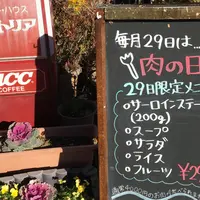 ・ハウス
トリア
UCC
COFFEE
毎月29日は...
肉の日
29日限定メニ
○サーロインステー
(200g)
○スープ
○サラダ
○ライス
○フルーツ